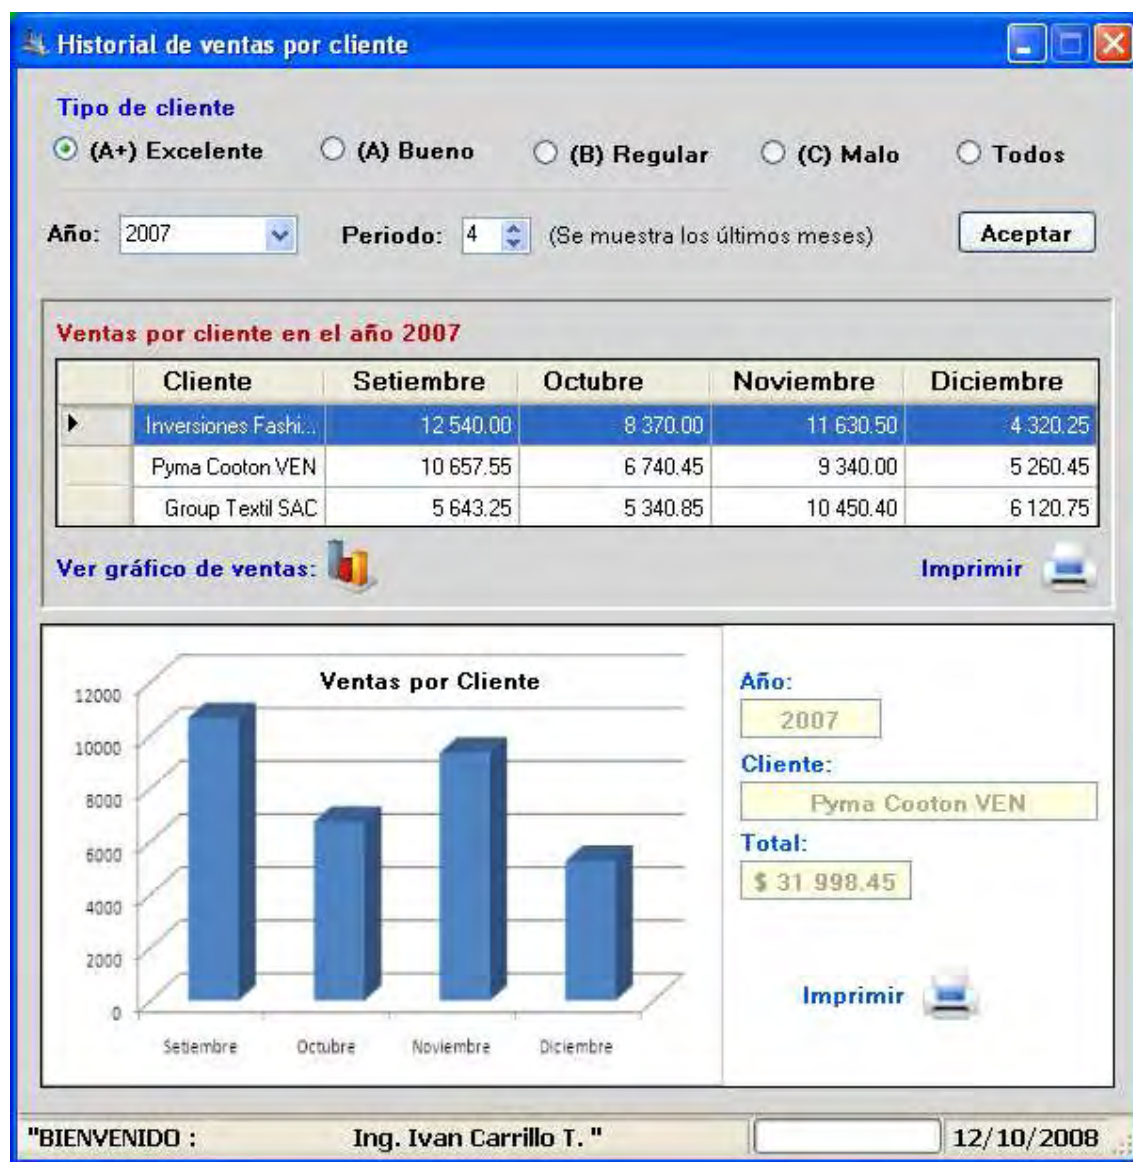 Historial de ventas por cliente
Tipo de cliente
(A+) Excelente (A) Bueno (B) Regular (C) Malo Todos
Año: 2007 Periodo: 4 (Se muestra los últimos meses) Aceptar
Ventas por cliente en el año 2007
Cliente Setiembre Octubre Noviembre Diciembre
Inversiones Fashi... 12 540.00 8 370.00 11 630.50 4 320.25
Pyma Cooton VEN 10 657.55 6 740.45 9 340.00 5 260.45
Group Textil SAC 5 643.25 5 340.85 10 450.40 6 120.75
Ver gráfico de ventas: Imprimir
Ventas por Cliente
12000
10000
8000
6000
4000
2000
0
Setiembre Octubre Noviembre Diciembre
Año:
2007
Cliente:
Pyma Cooton VEN
Total:
$ 31 998.45
Imprimir
"BIENVENIDO : Ing. Ivan Carrillo T. " 12/10/2008